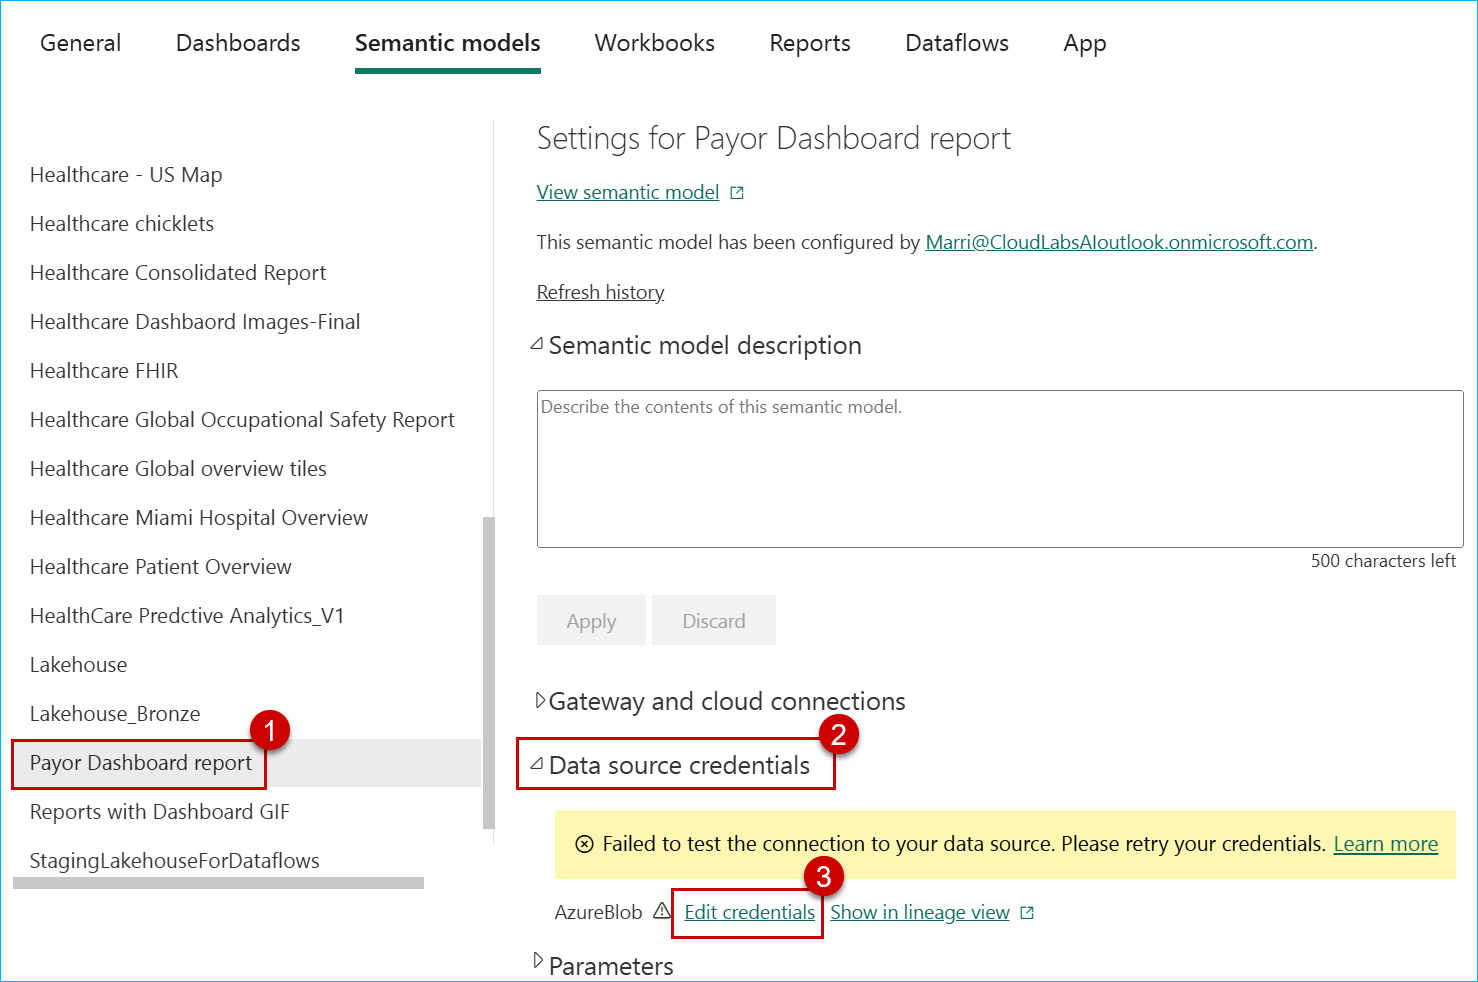 General Dashboards Semantic models Workbooks Reports Dataflows App
Healthcare - US Map
Healthcare chicklets
Healthcare Consolidated Report
Healthcare Dashbaord Images-Final
Healthcare FHIR
Healthcare Global Occupational Safety Report
Healthcare Global overview tiles
Healthcare Miami Hospital Overview
Healthcare Patient Overview
HealthCare Predctive Analytics_V1
Lakehouse
Lakehouse_Bronze
1
Payor Dashboard report
Reports with Dashboard GIF
StagingLakehouseForDataflows
Settings for Payor Dashboard report
View semantic model
This semantic model has been configured by Marri@CloudLabsAIoutlook.onmicrosoft.com.
Refresh history
Semantic model description
Describe the contents of this semantic model.
500 characters left
Apply Discard
Gateway and cloud connections
2
Data source credentials
Failed to test the connection to your data source. Please retry your credentials. Learn more
3
AzureBlob Edit credentials Show in lineage view
Parameters